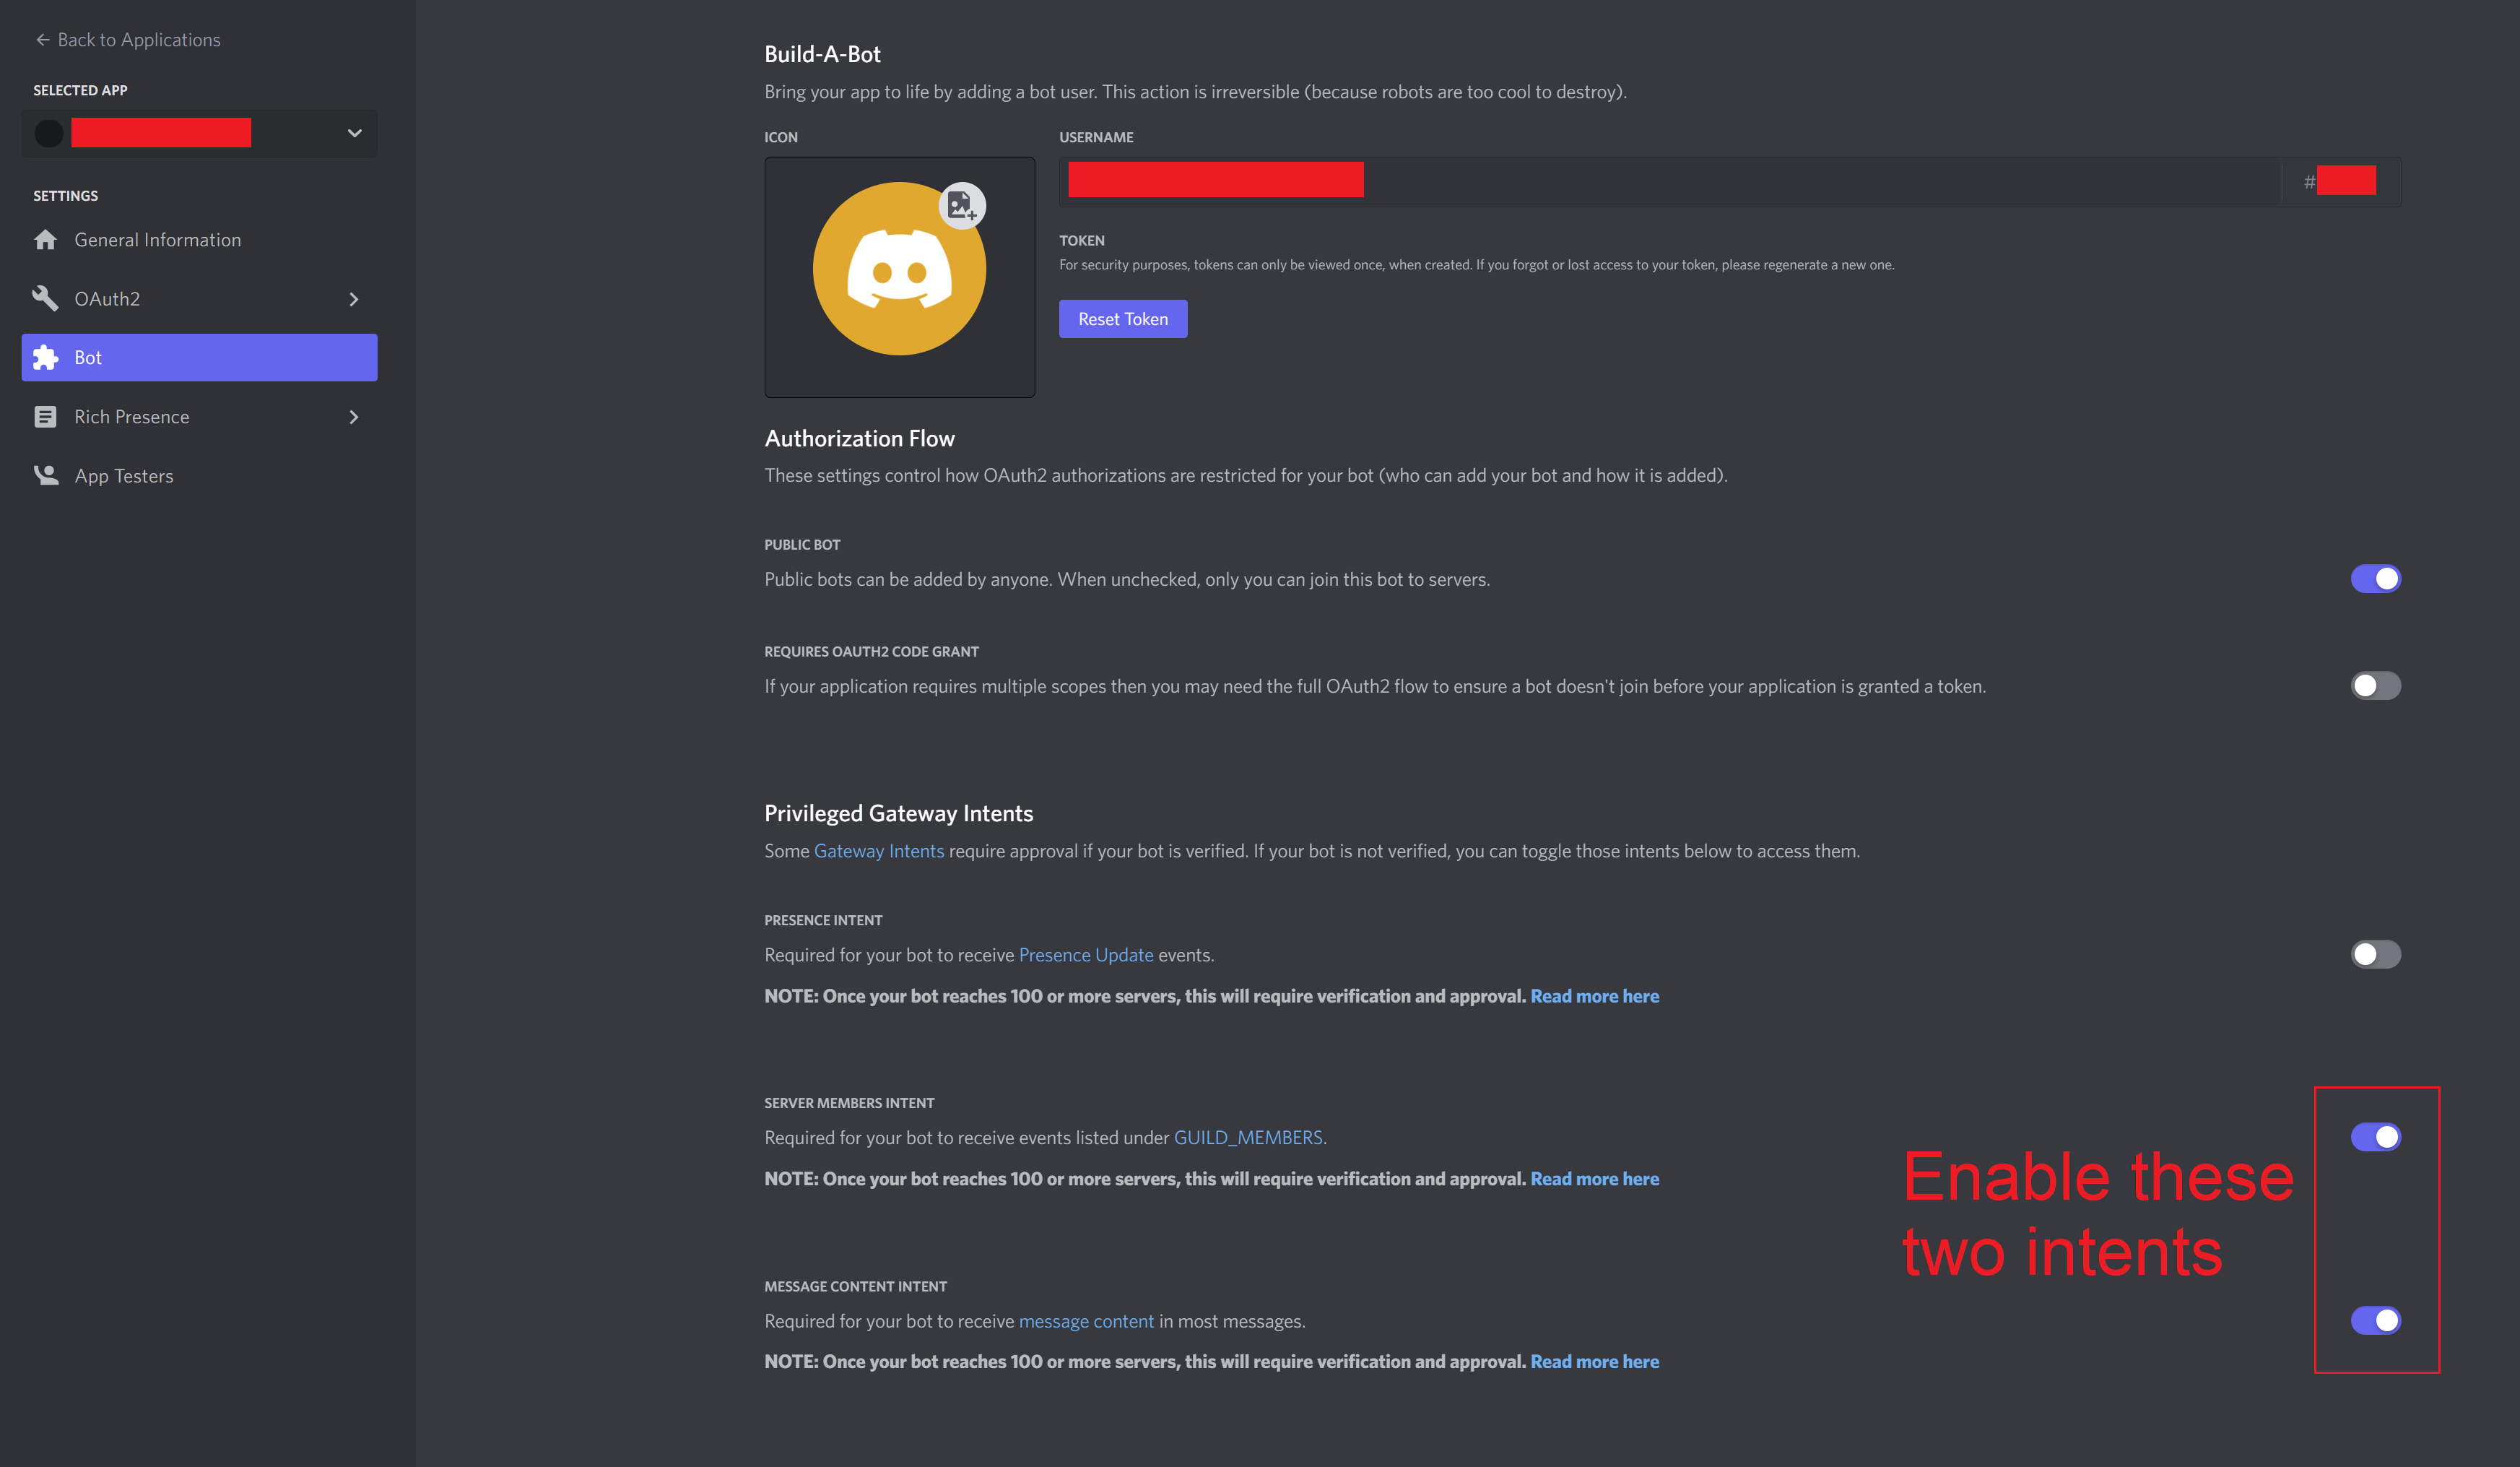 Back to Applications
SELECTED APP
SETTINGS
General Information
OAuth2
Bot
Rich Presence
App Testers
Build-A-Bot
Bring your app to life by adding a bot user. This action is irreversible (because robots are too cool to destroy).
ICON
USERNAME
#
TOKEN
For security purposes, tokens can only be viewed once, when created. If you forgot or lost access to your token, please regenerate a new one.
Reset Token
Authorization Flow
These settings control how OAuth2 authorizations are restricted for your bot (who can add your bot and how it is added).
PUBLIC BOT
Public bots can be added by anyone. When unchecked, only you can join this bot to servers.
REQUIRES OAUTH2 CODE GRANT
If your application requires multiple scopes then you may need the full OAuth2 flow to ensure a bot doesn't join before your application is granted a token.
Privileged Gateway Intents
Some Gateway Intents require approval if your bot is verified. If your bot is not verified, you can toggle those intents below to access them.
PRESENCE INTENT
Required for your bot to receive Presence Update events.
NOTE: Once your bot reaches 100 or more servers, this will require verification and approval. Read more here
SERVER MEMBERS INTENT
Required for your bot to receive events listed under GUILD_MEMBERS.
NOTE: Once your bot reaches 100 or more servers, this will require verification and approval. Read more here
Enable these
two intents
MESSAGE CONTENT INTENT
Required for your bot to receive message content in most messages.
NOTE: Once your bot reaches 100 or more servers, this will require verification and approval. Read more here